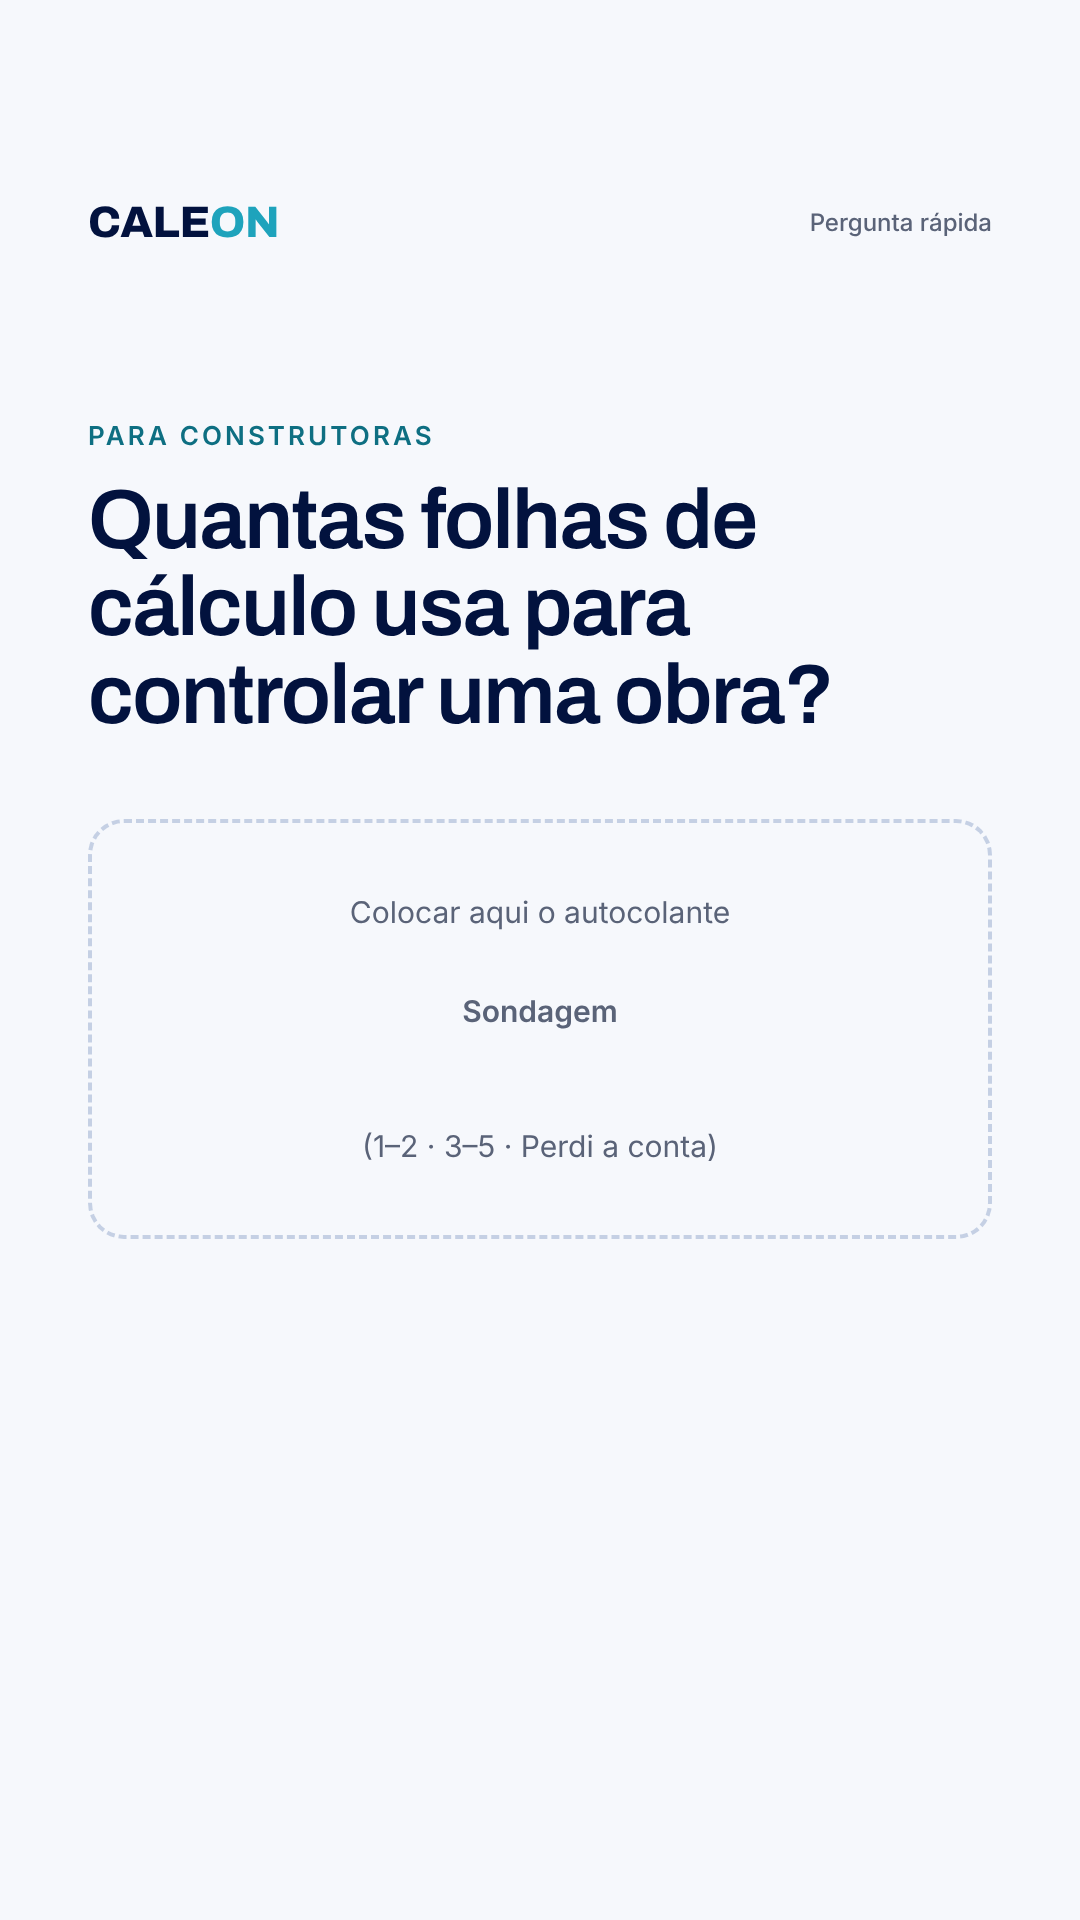 CALEON
Pergunta rápida
PARA CONSTRUTORAS
Quantas folhas de
cálculo usa para
controlar uma obra?
Colocar aqui o autocolante
Sondagem
(1–2 · 3–5 · Perdi a conta)